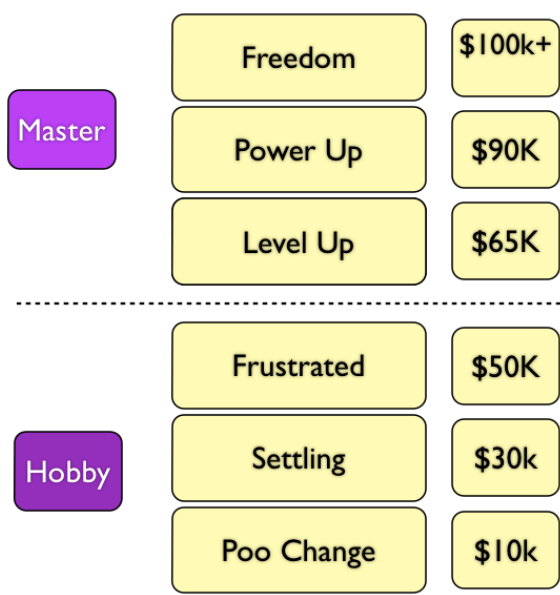 Freedom
$100k+
Master
Power Up
$90K
Level Up
$65K
Frustrated
$50K
Hobby
Settling
$30k
Poo Change
$10k